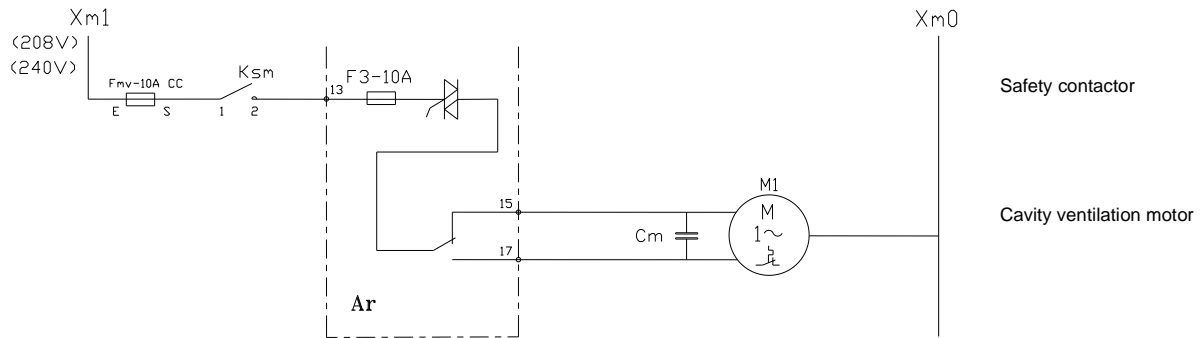 Xm1
Xm0
(208V)
(240V)
Fmv-10A CC
Ksm
F3-10A
Safety contactor
13
E S 1 2
M1
15
M
Cavity ventilation motor
Cm
1~
17
Ar